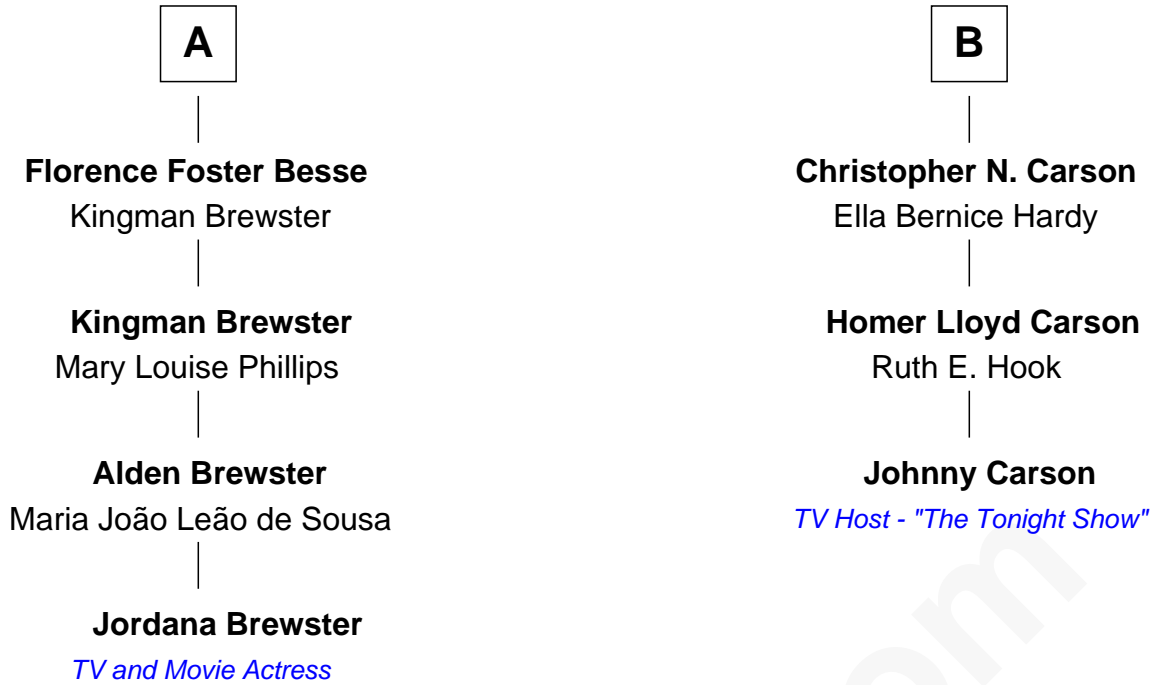 A
Florence Foster Besse
Kingman Brewster
Kingman Brewster
Mary Louise Phillips
Alden Brewster
Maria João Leão de Sousa
Jordana Brewster
TV and Movie Actress
B
Christopher N. Carson
Ella Bernice Hardy
Homer Lloyd Carson
Ruth E. Hook
Johnny Carson
TV Host - "The Tonight Show"
om